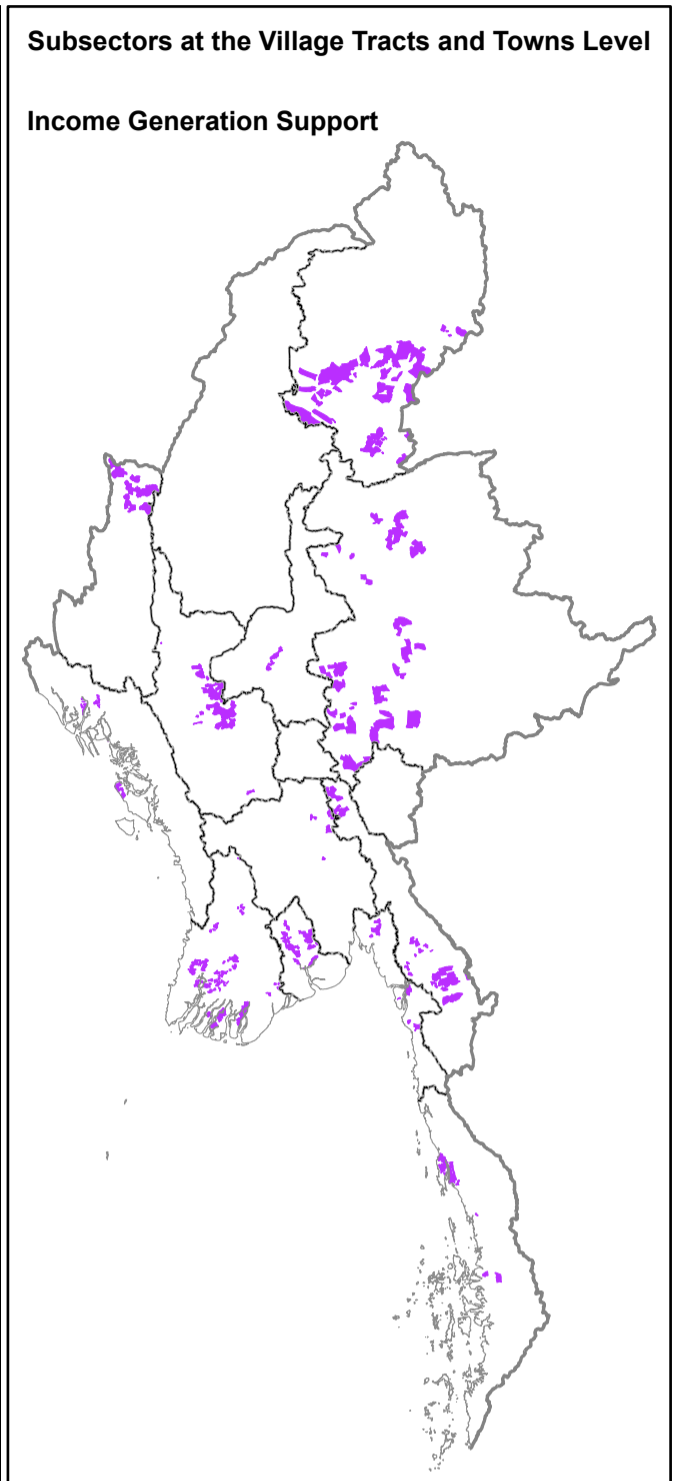 Subsectors at the Village Tracts and Towns Level
Income Generation Support